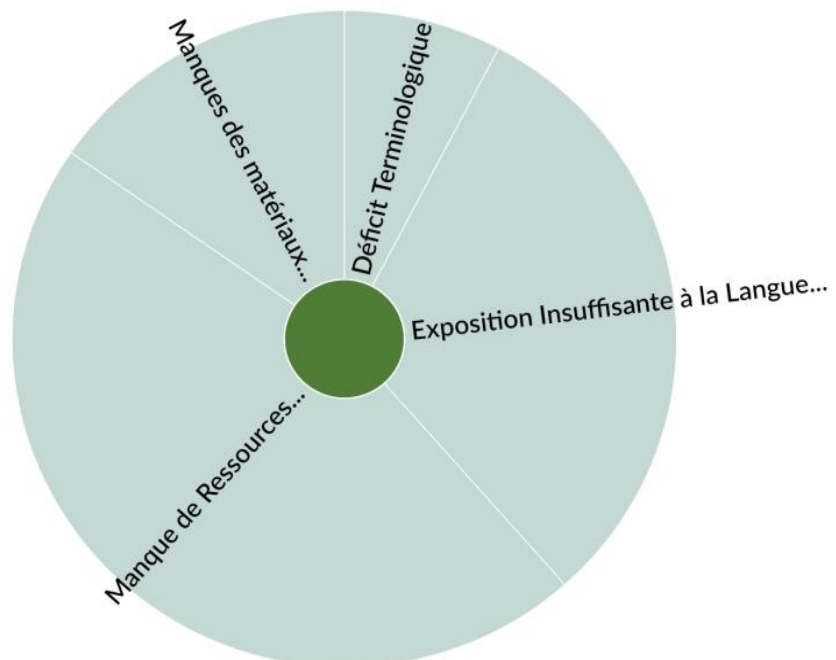 Manques des matériaux...
Déficit Terminologique
Exposition Insuffisante à la Langue...
Manque de Ressources...